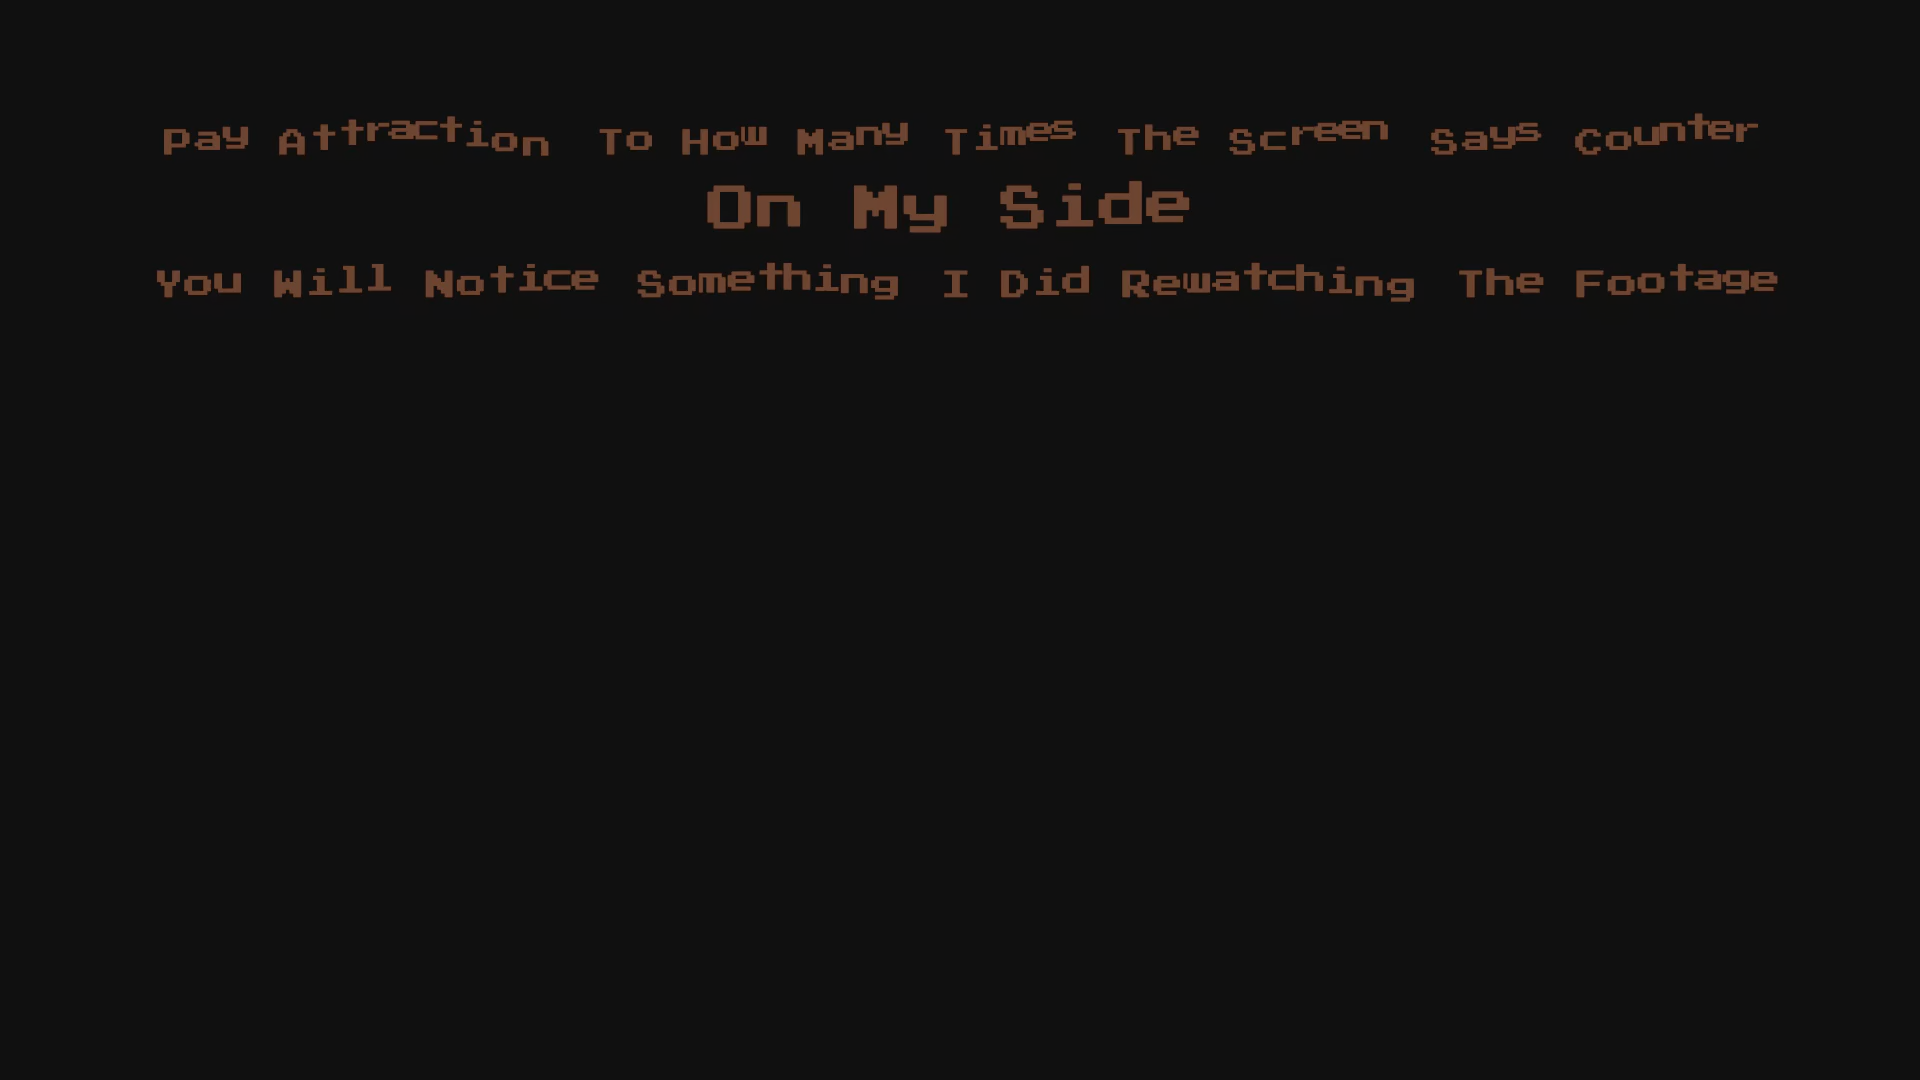 Pay Attraction To How Many Times The Screen Says Counter
On My Side
You Will Notice Something I Did Rewatching The Footage